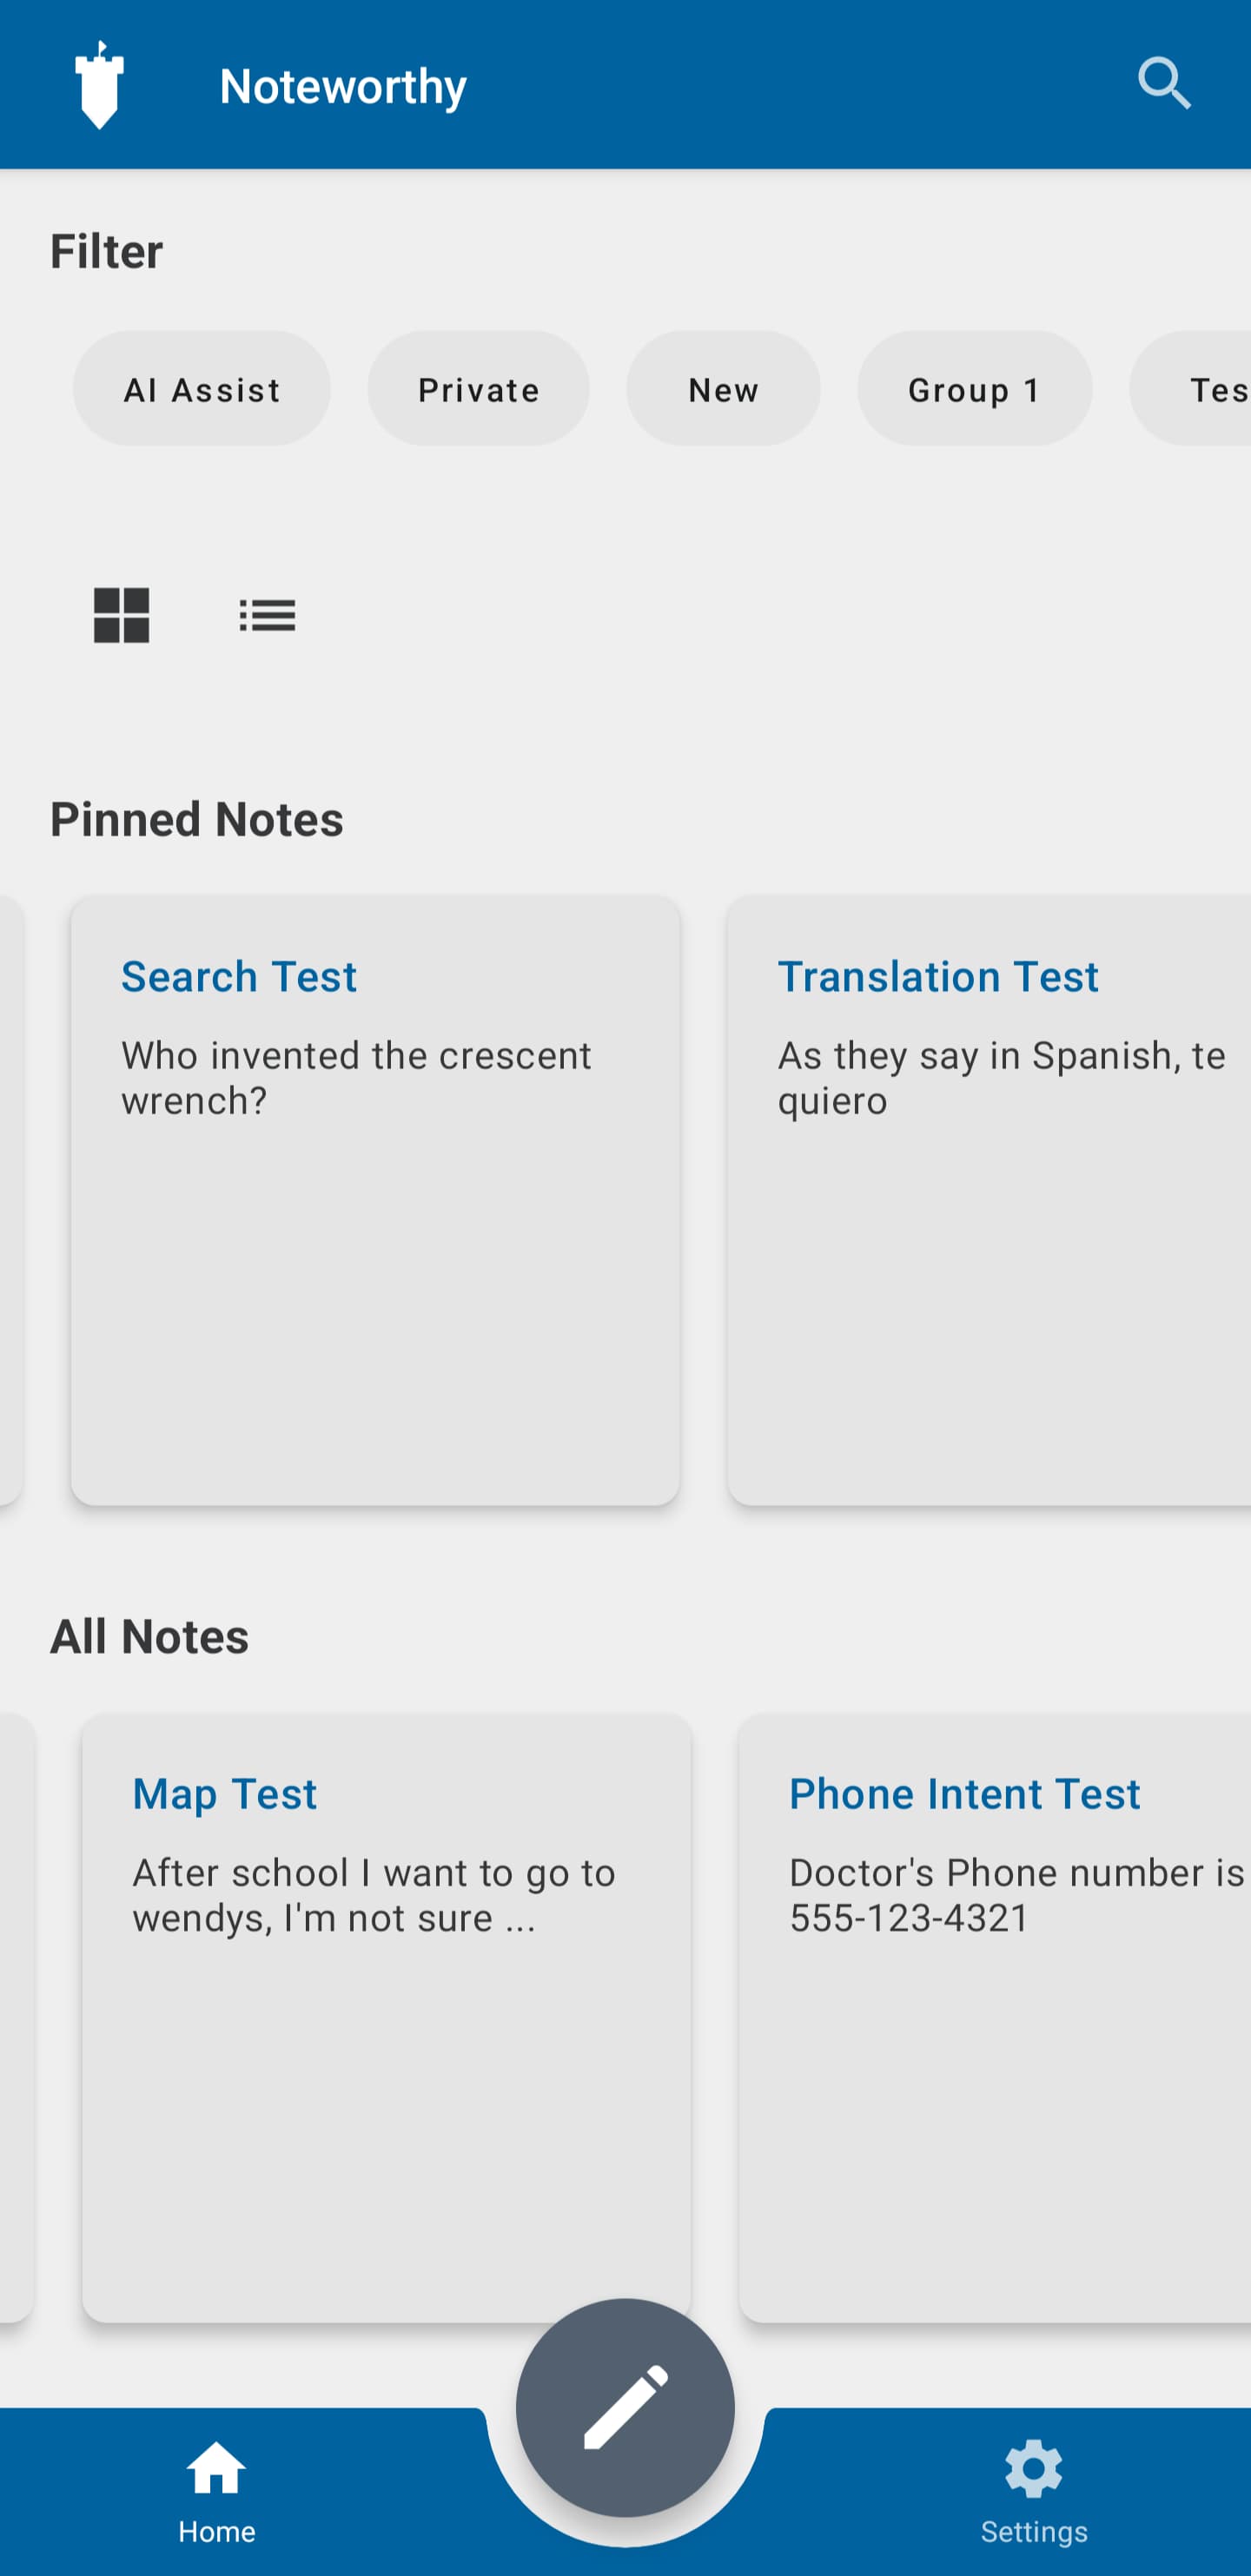 Noteworthy
Filter
AI Assist
Private
New
Group 1
Tes
Pinned Notes
Search Test
Who invented the crescent
wrench?
Translation Test
As they say in Spanish, te
quiero
All Notes
Map Test
After school I want to go to
wendys, I'm not sure ...
Phone Intent Test
Doctor's Phone number is
555-123-4321
Home
Settings